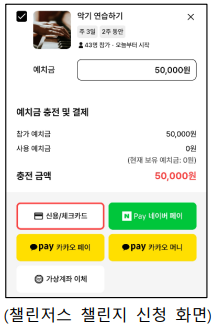 악기 연습하기
주 3일 2주 동안
43명 참가 · 오늘부터 시작
예치금 50,000원
예치금 충전 및 결제
참가 예치금 50,000원
사용 예치금 0원
(현재 보유 예치금: 0원)
충전 금액 50,000원
신용/체크카드 N Pay 네이버 페이
pay 카카오 페이 pay 카카오 머니
가상계좌 이체
(챌린저스 챌린지 신청 화면)